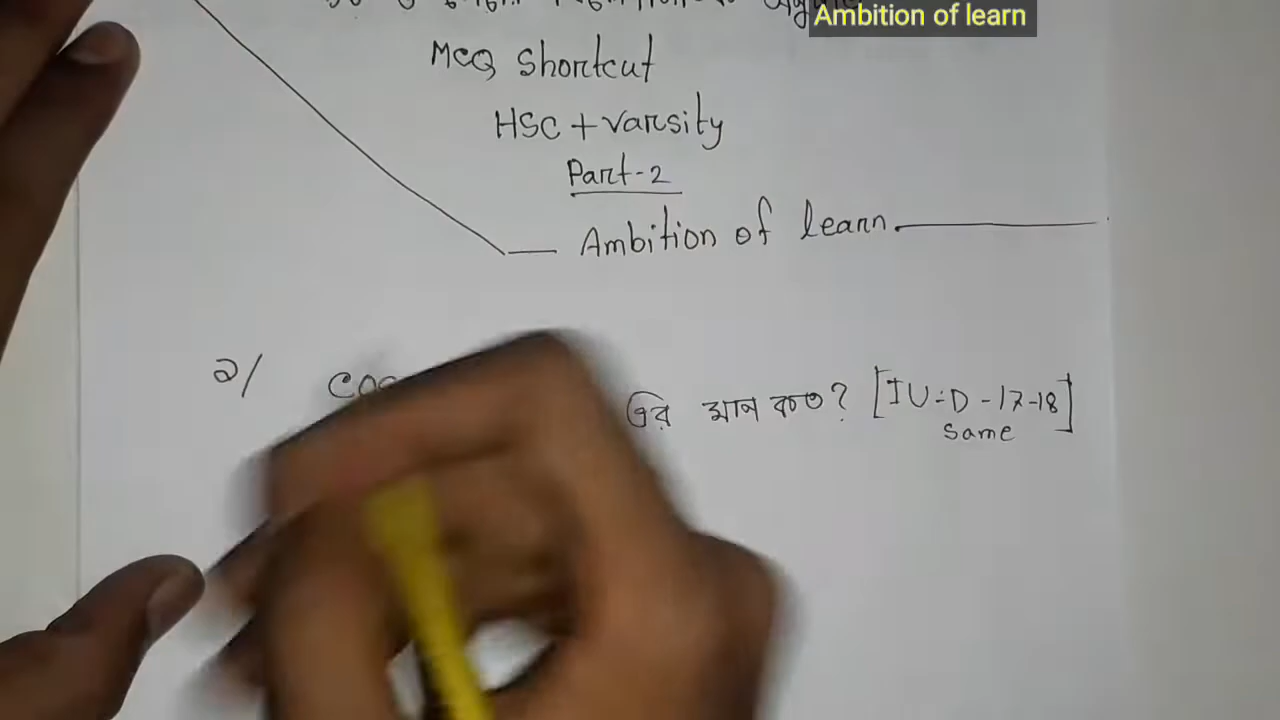 Ambition of learn
MCQ Shortcut
HSC + varsity
Part-2
Ambition of learn
২/ এর মান কত? [IU-D-17-18]
Same